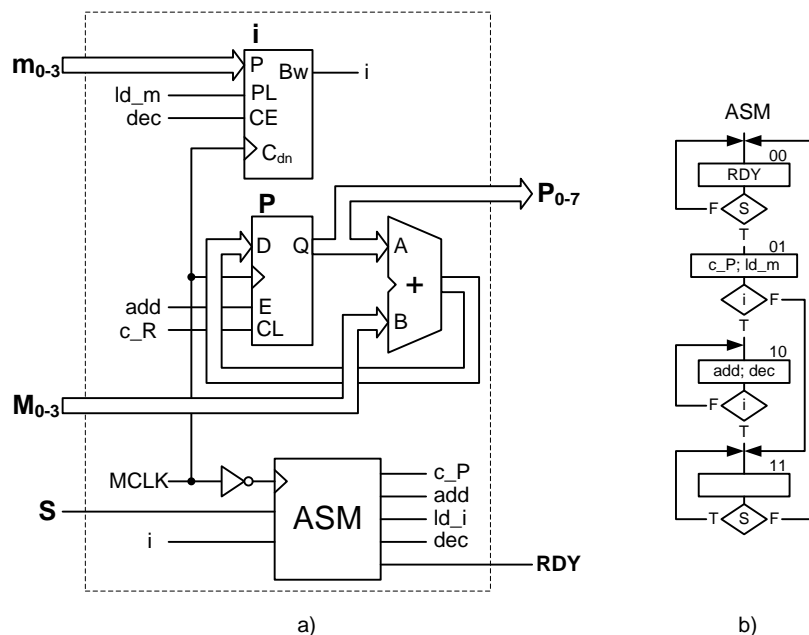 i
m0-3
P
Bw
i
ld_m
PL
dec
CE
Cdn
P
P0-7
D
Q
A
+
add
E
c_R
CL
B
M0-3
MCLK
S
i
ASM
c_P
add
ld_i
dec
RDY
a)
ASM
00
RDY
F
S
T
01
c_P; ld_m
i
F
T
10
add; dec
F
i
T
11
T
S
F
b)